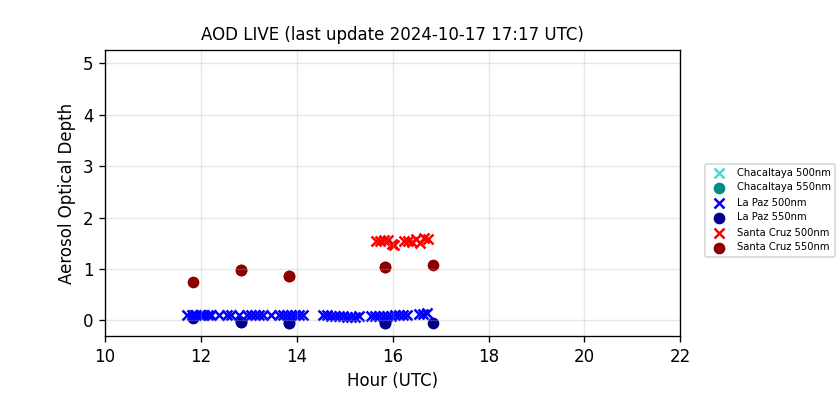 AOD LIVE (last update 2024-10-17 17:17 UTC)
5
4
3
2
1
0
Aerosol Optical Depth
10 12 14 16 18 20 22
Hour (UTC)
Chacaltaya 500nm
Chacaltaya 550nm
La Paz 500nm
La Paz 550nm
Santa Cruz 500nm
Santa Cruz 550nm